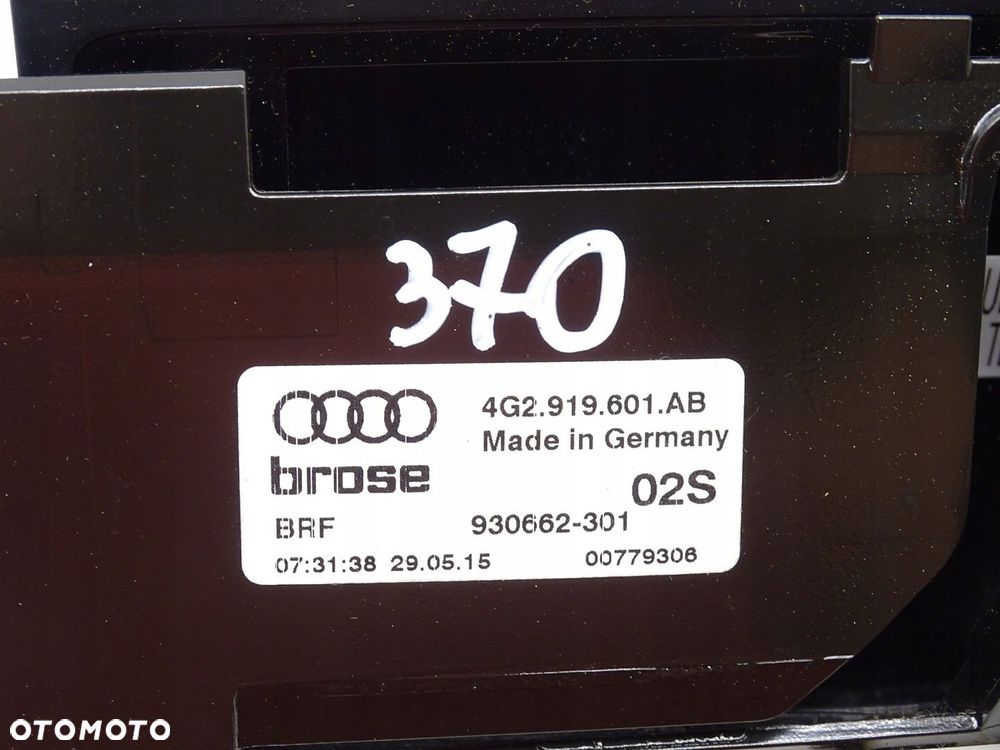 370
4G2.919.601.AB
Made in Germany
brose
02S
BRF 930662-301
07:31:38 29.05.15 00779306
OTOMOTO